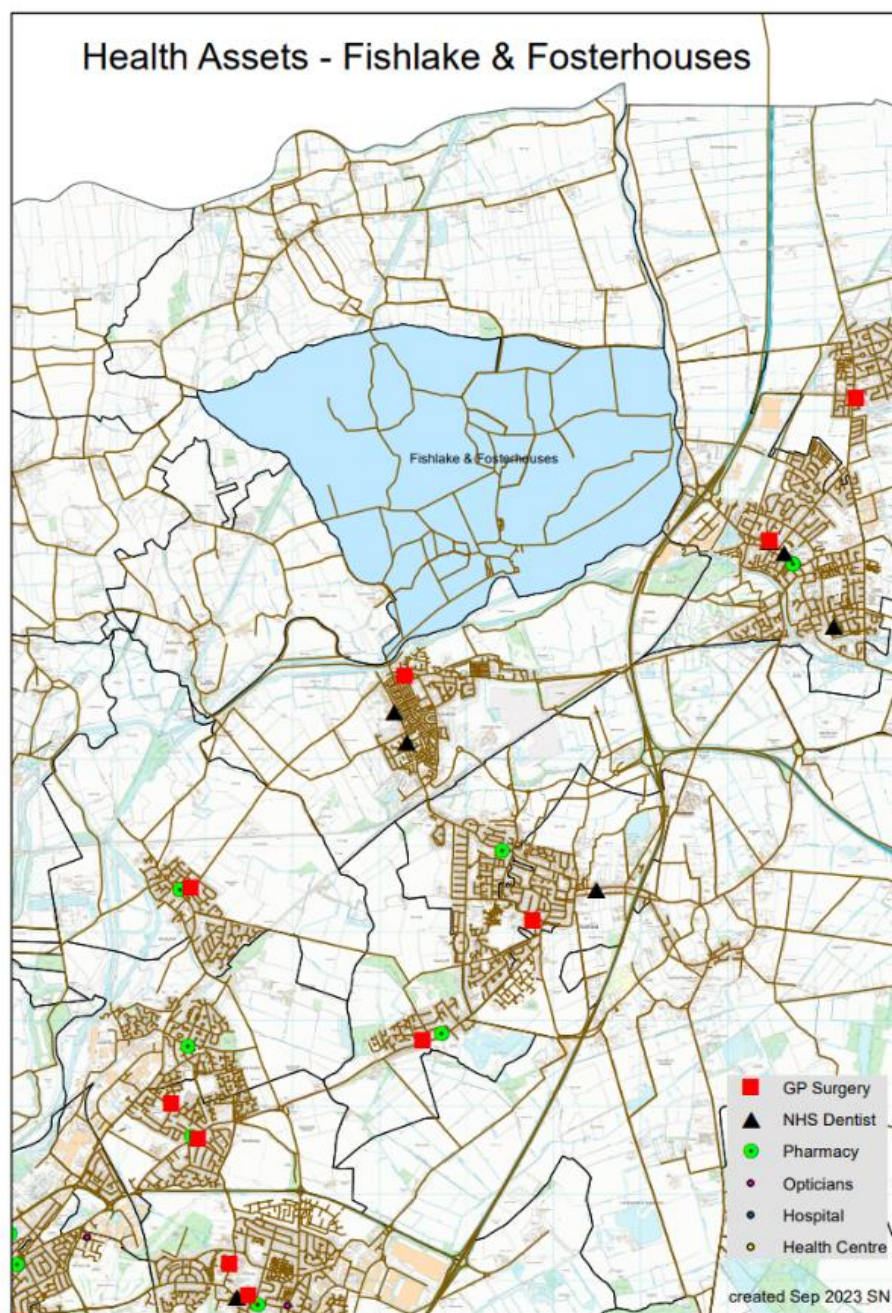 Health Assets - Fishlake & Fosterhouses
Fishlake & Fosterhouses
GP Surgery
NHS Dentist
Pharmacy
Opticians
Hospital
Health Centre
created Sep 2023 SN